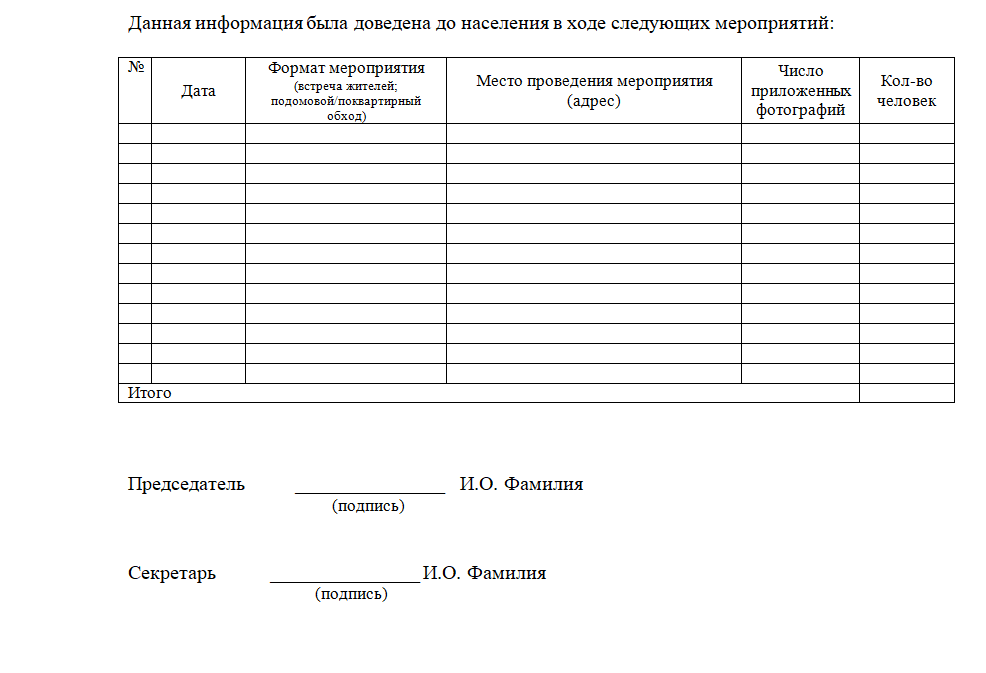 Данная информация была доведена до населения в ходе следующих мероприятий:
№
Дата
Формат мероприятия
(встреча жителей;
подомовой/поквартирный
обход)
Место проведения мероприятия
(адрес)
Число
приложенных
фотографий
Кол-во
человек
Итого
Председатель _______________ И.О. Фамилия
(подпись)
Секретарь _______________ И.О. Фамилия
(подпись)